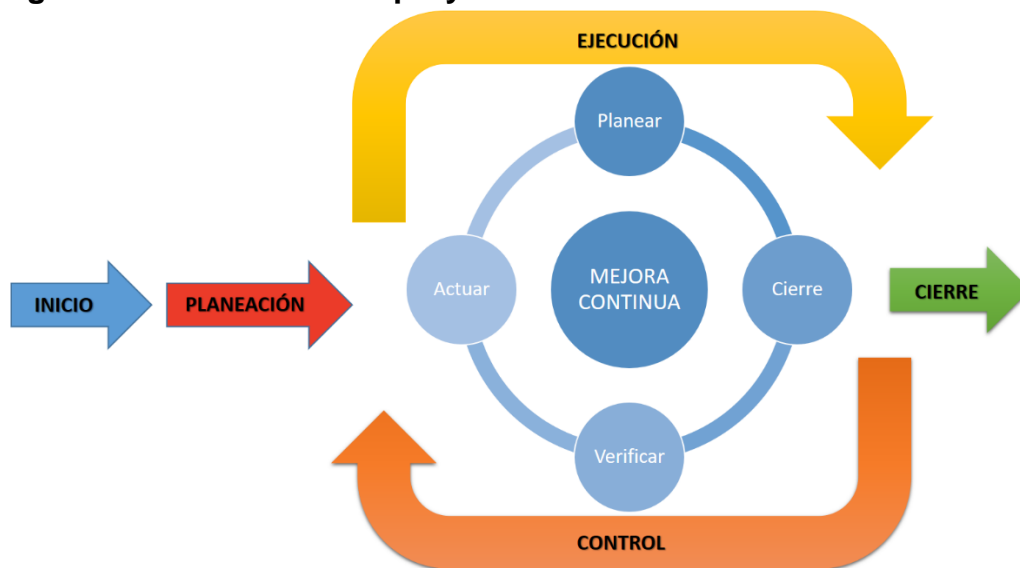 EJECUCIÓN
Planear
INICIO
PLANEACIÓN
Actuar
MEJORA
CONTINUA
Cierre
CIERRE
Verificar
CONTROL